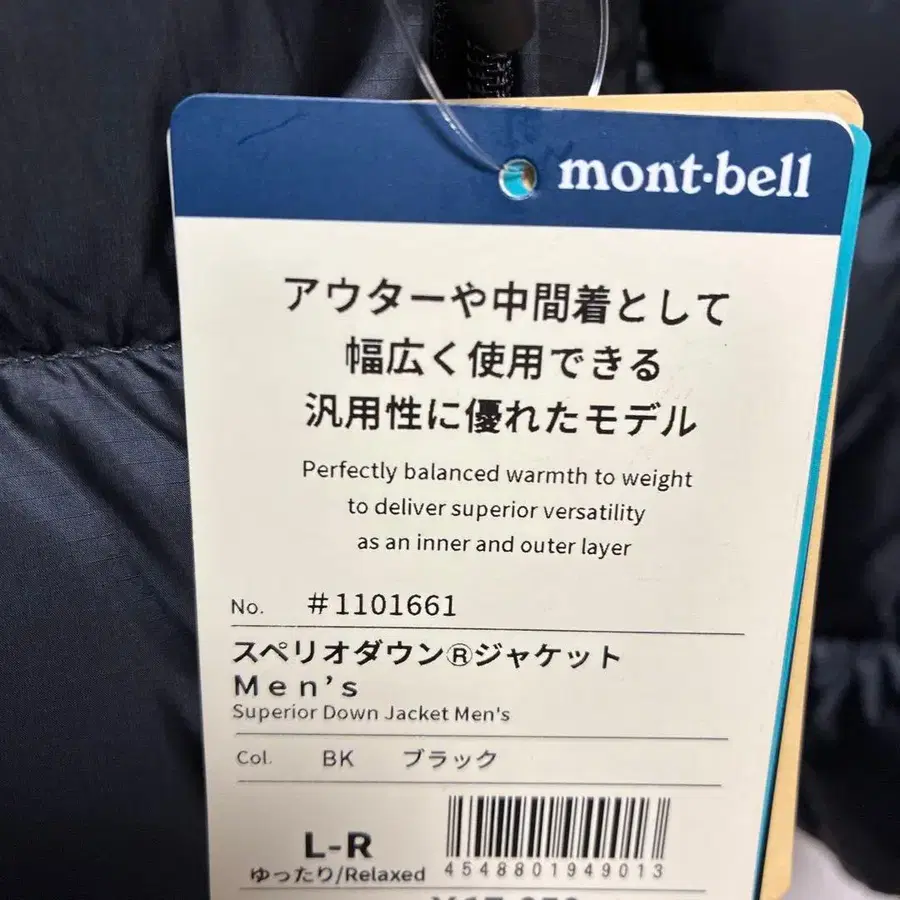 mont-bell
アウターや中間着として
幅広く使用できる
汎用性に優れたモデル
Perfectly balanced warmth to weight
to deliver superior versatility
as an inner and outer layer
No. #1101661
スペリオダウン®ジャケット
Men's
Superior Down Jacket Men's
Col. BK ブラック
L-R
ゆったり/Relaxed
4548801949013